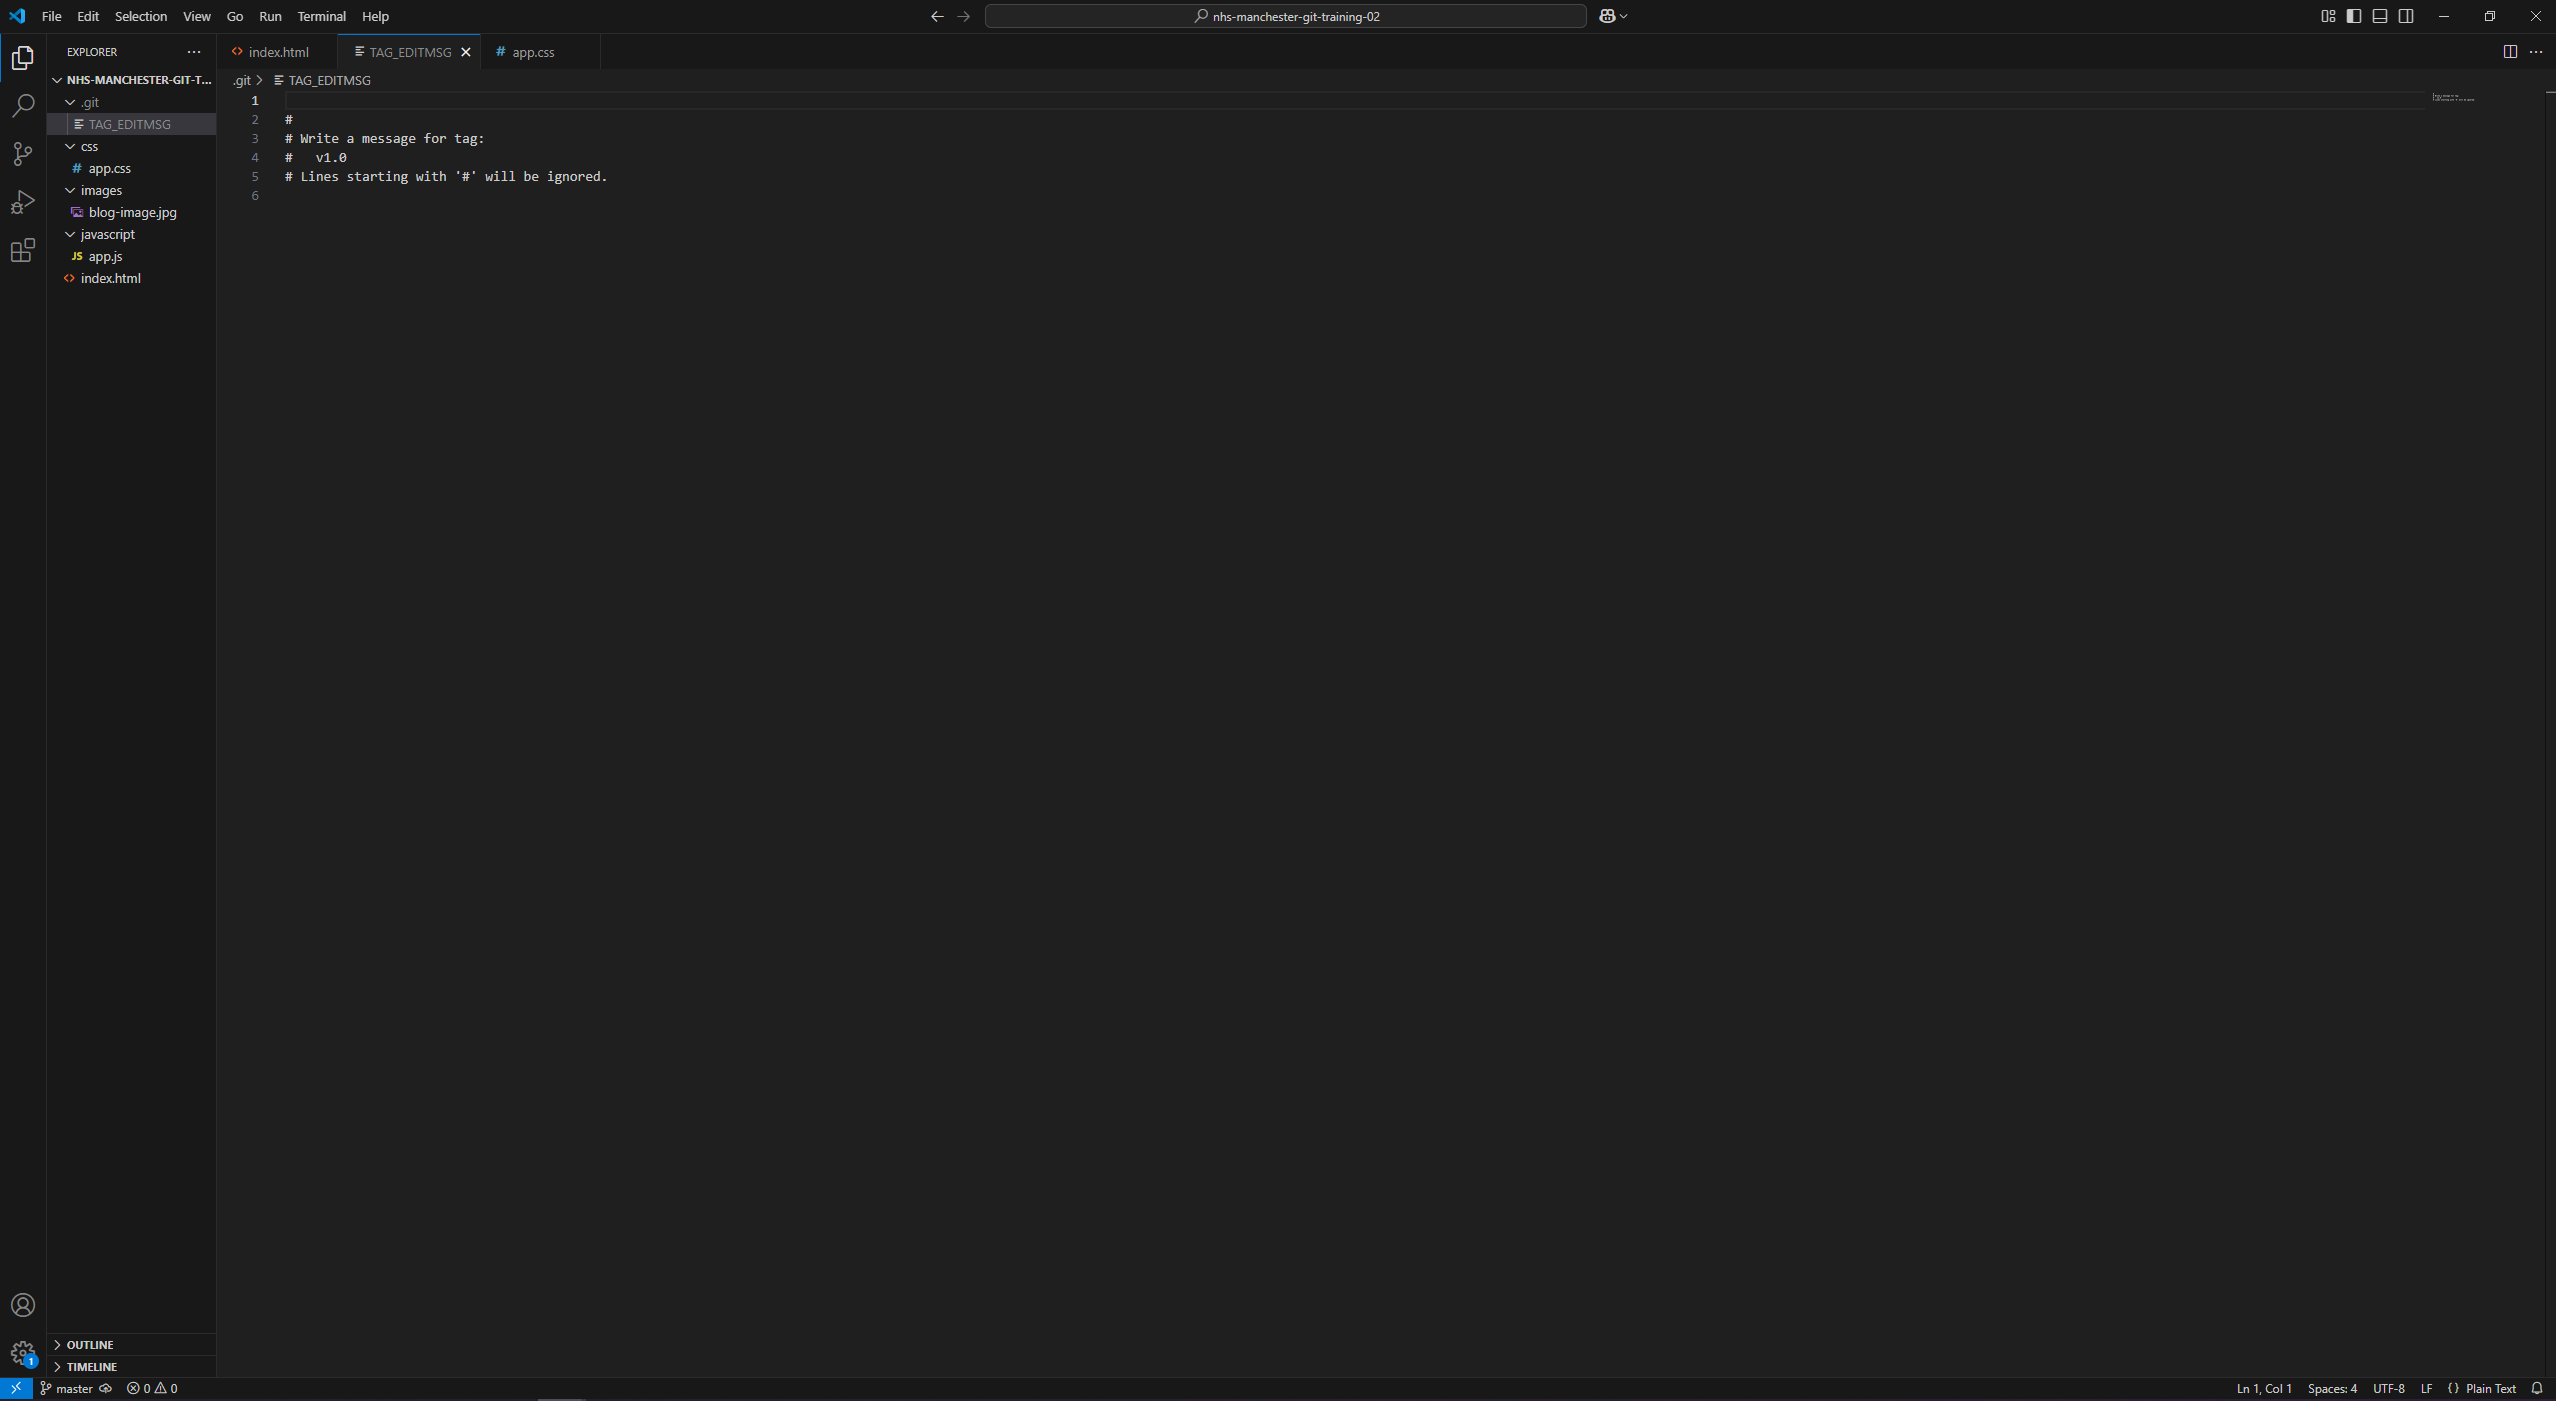 File Edit Selection View Go Run Terminal Help
nhs-manchester-git-training-02
EXPLORER
NHS-MANCHESTER-GIT-T...
.git
TAG_EDITMSG
css
# app.css
images
blog-image.jpg
javascript
JS app.js
<> index.html
OUTLINE
TIMELINE
<> index.html TAG_EDITMSG # app.css
.git > TAG_EDITMSG
1
2 #
3 # Write a message for tag:
4 #   v1.0
5 # Lines starting with '#' will be ignored.
6
1
master 0 0
Ln 1, Col 1 Spaces: 4 UTF-8 LF {} Plain Text